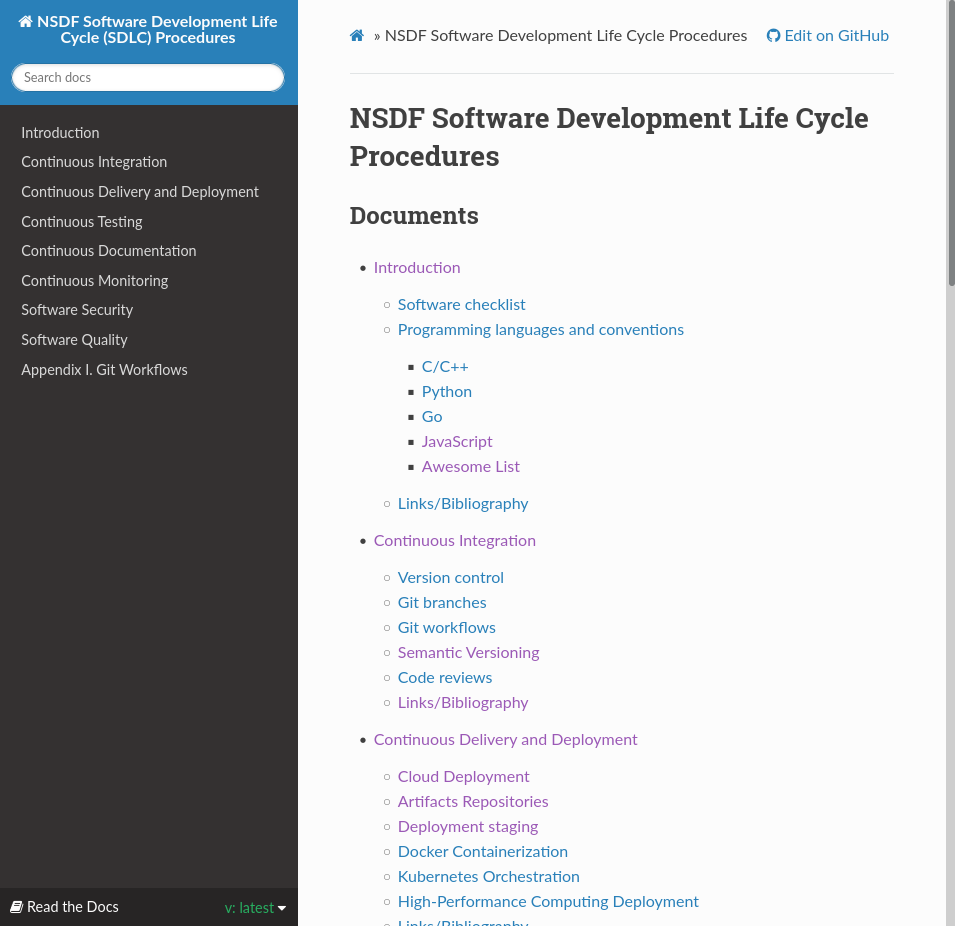 NSDF Software Development Life
Cycle (SDLC) Procedures
Search docs
Introduction
Continuous Integration
Continuous Delivery and Deployment
Continuous Testing
Continuous Documentation
Continuous Monitoring
Software Security
Software Quality
Appendix I. Git Workflows
Read the Docs
v: latest
» NSDF Software Development Life Cycle Procedures
Edit on GitHub
NSDF Software Development Life Cycle
Procedures
Documents
Introduction
Software checklist
Programming languages and conventions
C/C++
Python
Go
JavaScript
Awesome List
Links/Bibliography
Continuous Integration
Version control
Git branches
Git workflows
Semantic Versioning
Code reviews
Links/Bibliography
Continuous Delivery and Deployment
Cloud Deployment
Artifacts Repositories
Deployment staging
Docker Containerization
Kubernetes Orchestration
High-Performance Computing Deployment
Links/Bibliography